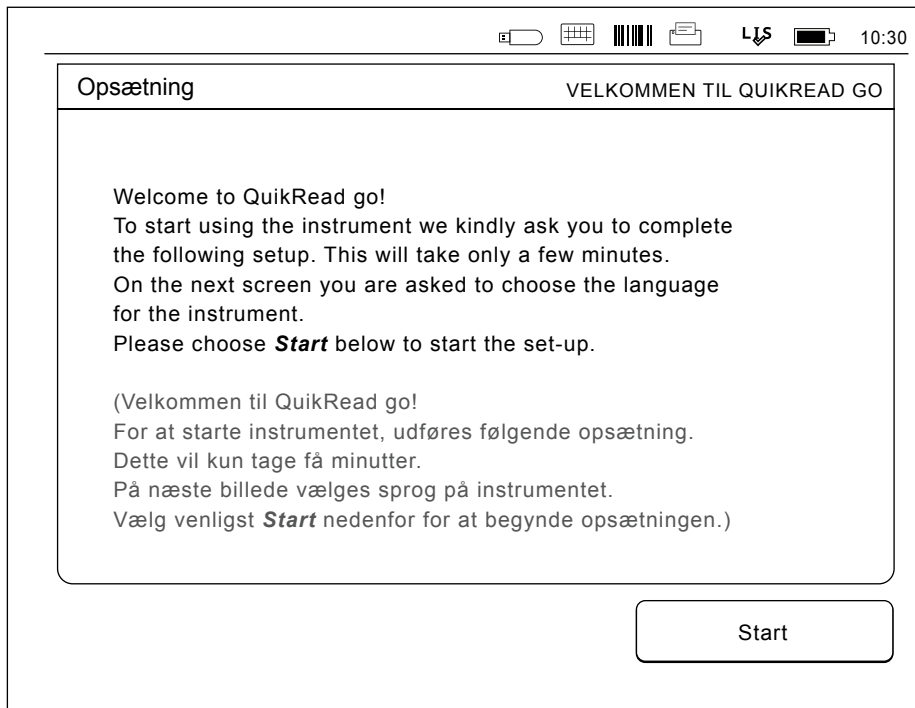 LIS 10:30
Opsætning VELKOMMEN TIL QUIKREAD GO
Welcome to QuikRead go!
To start using the instrument we kindly ask you to complete
the following setup. This will take only a few minutes.
On the next screen you are asked to choose the language
for the instrument.
Please choose Start below to start the set-up.
(Velkommen til QuikRead go!
For at starte instrumentet, udføres følgende opsætning.
Dette vil kun tage få minutter.
På næste billede vælges sprog på instrumentet.
Vælg venligst Start nedenfor for at begynde opsætningen.)
Start